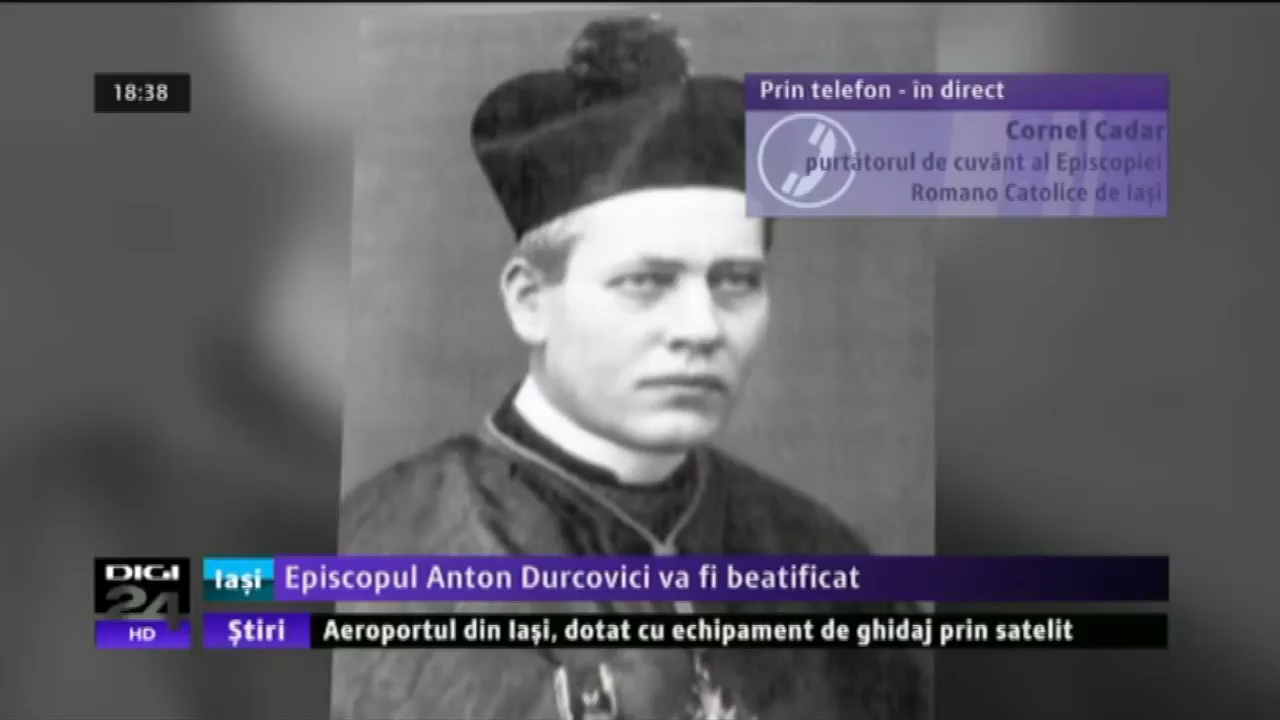 18:38
Prin telefon - în direct
Cornel Cadar
purtătorul de cuvânt al Episcopiei
Romano Catolice de Iași
DIGI
24
HD
Iași
Episcopul Anton Durcovici va fi beatificat
Știri
Aeroportul din Iași, dotat cu echipament de ghidaj prin satelit